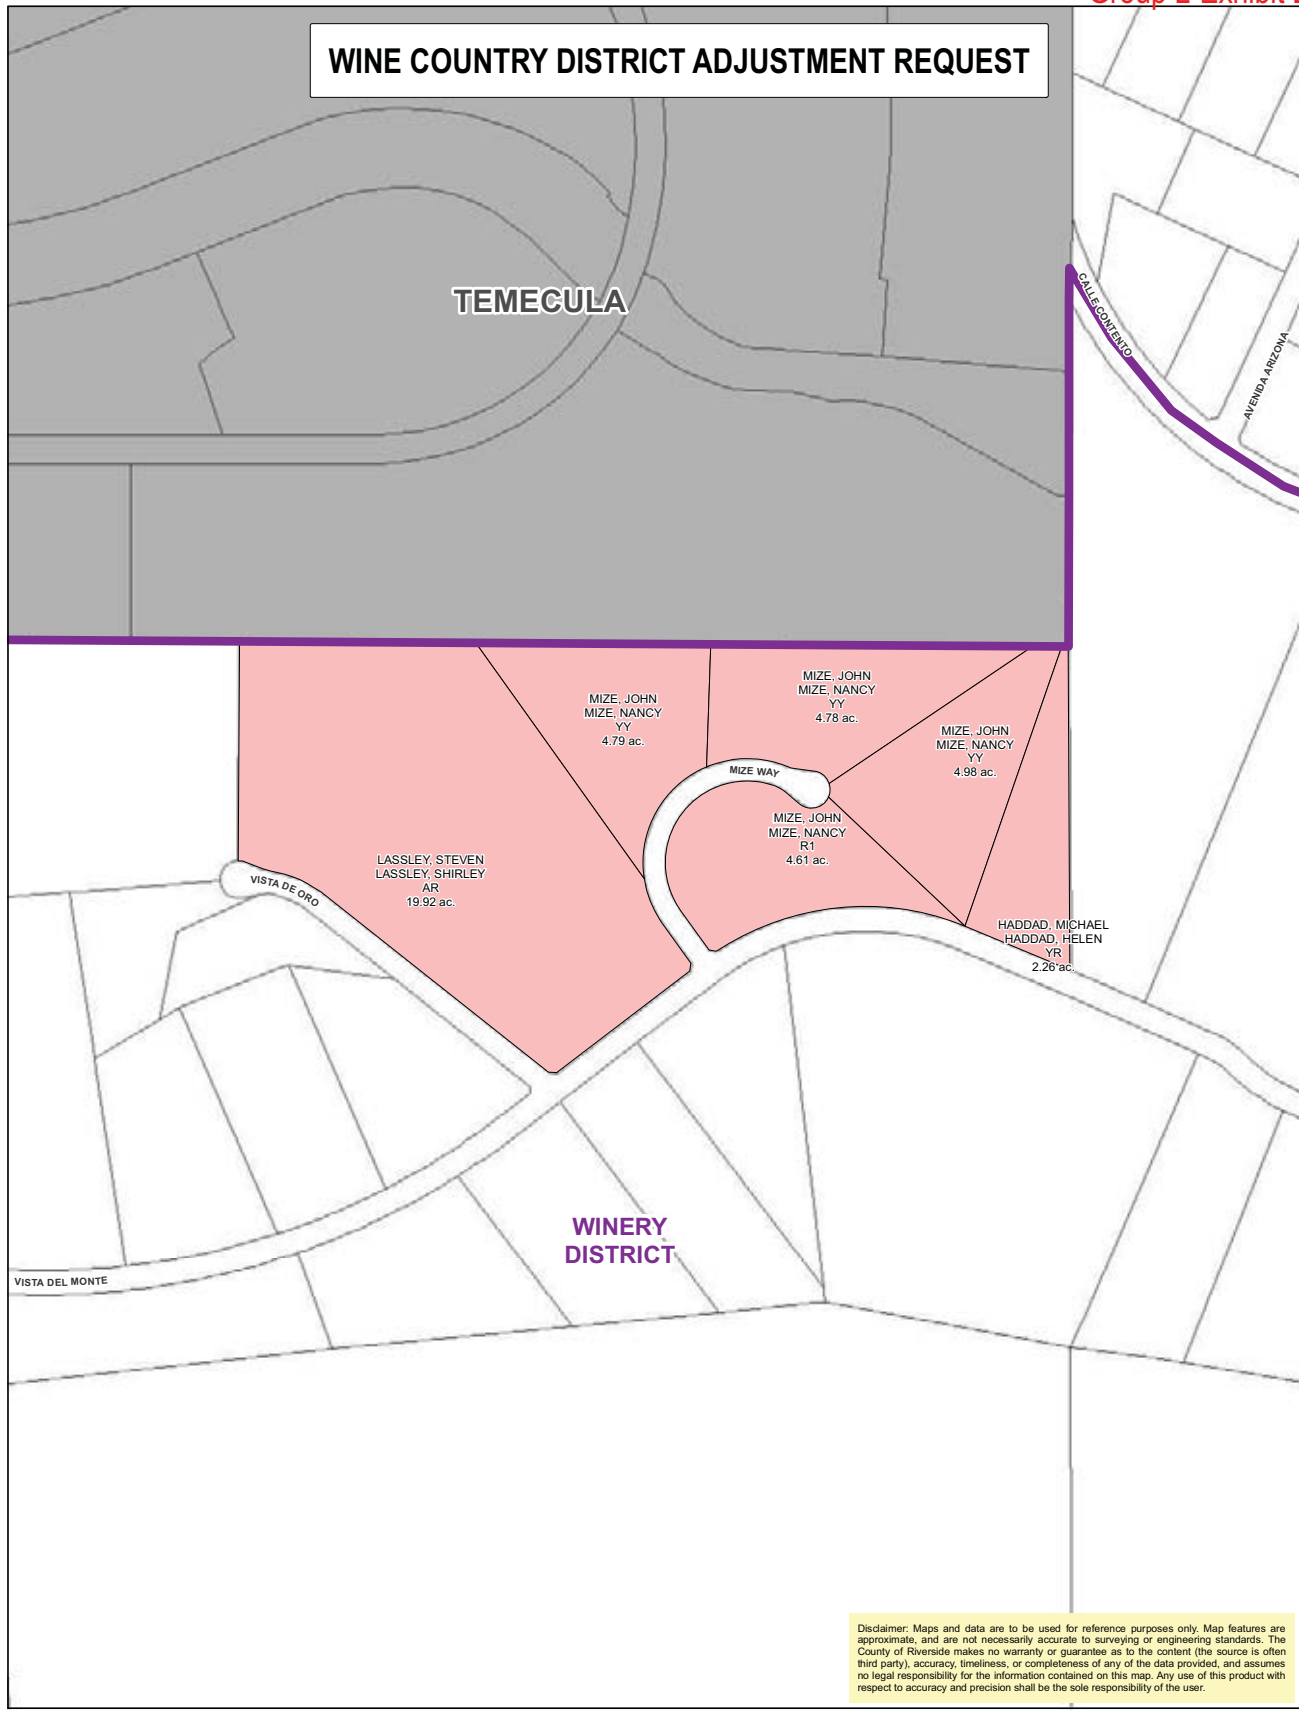 WINE COUNTRY DISTRICT ADJUSTMENT REQUEST
TEMECULA
CALLE CONTENTO
AVENIDA ARIZONA
MIZE, JOHN
MIZE, NANCY
YY
4.79 ac.
MIZE, JOHN
MIZE, NANCY
YY
4.78 ac.
MIZE, JOHN
MIZE, NANCY
YY
4.98 ac.
MIZE WAY
MIZE, JOHN
MIZE, NANCY
R1
4.61 ac.
LASSLEY, STEVEN
LASSLEY, SHIRLEY
AR
19.92 ac.
VISTA DE ORO
HADDAD, MICHAEL
HADDAD, HELEN
YR
2.26 ac.
WINERY
DISTRICT
VISTA DEL MONTE
Disclaimer: Maps and data are to be used for reference purposes only. Map features are
approximate, and are not necessarily accurate to surveying or engineering standards. The
County of Riverside makes no warranty or guarantee as to the content (the source is often
third party), accuracy, timeliness, or completeness of any of the data provided, and assumes
no legal responsibility for the information contained on this map. Any use of this product with
respect to accuracy and precision shall be the sole responsibility of the user.